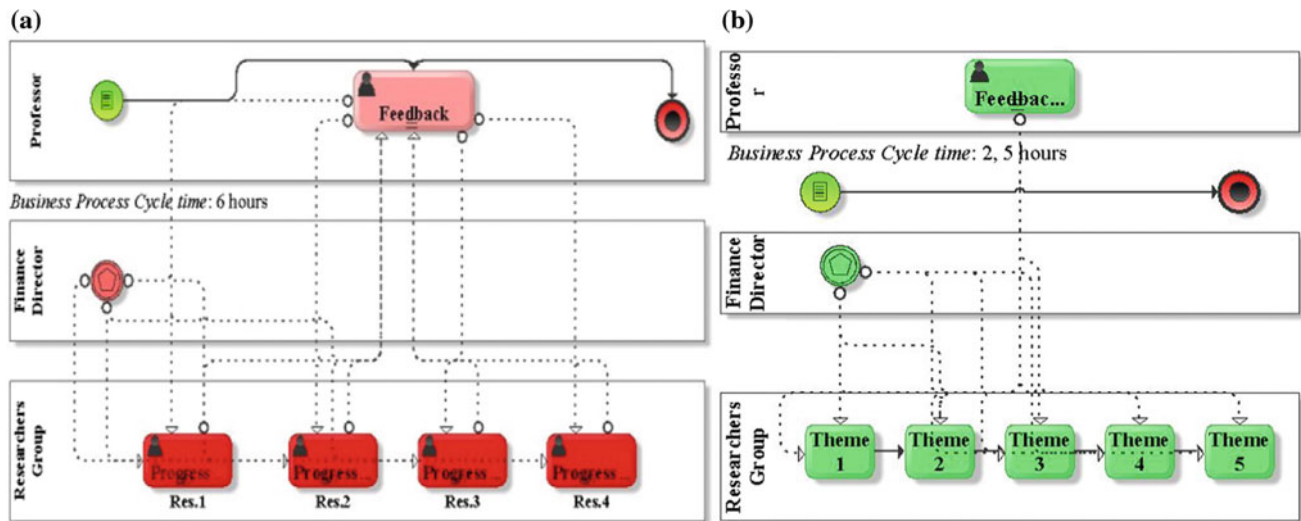 (a)
Professor
Feedback
Business Process Cycle time: 6 hours
Finance
Director
Researchers
Group
Progress
Progress ...
Progress ...
Progress ...
Res.1
Res.2
Res.3
Res.4
(b)
Professo
r
Feedbac...
Business Process Cycle time: 2, 5 hours
Finance
Director
Researchers
Group
Theme
1
Theme
2
Theme
3
Theme
4
Theme
5